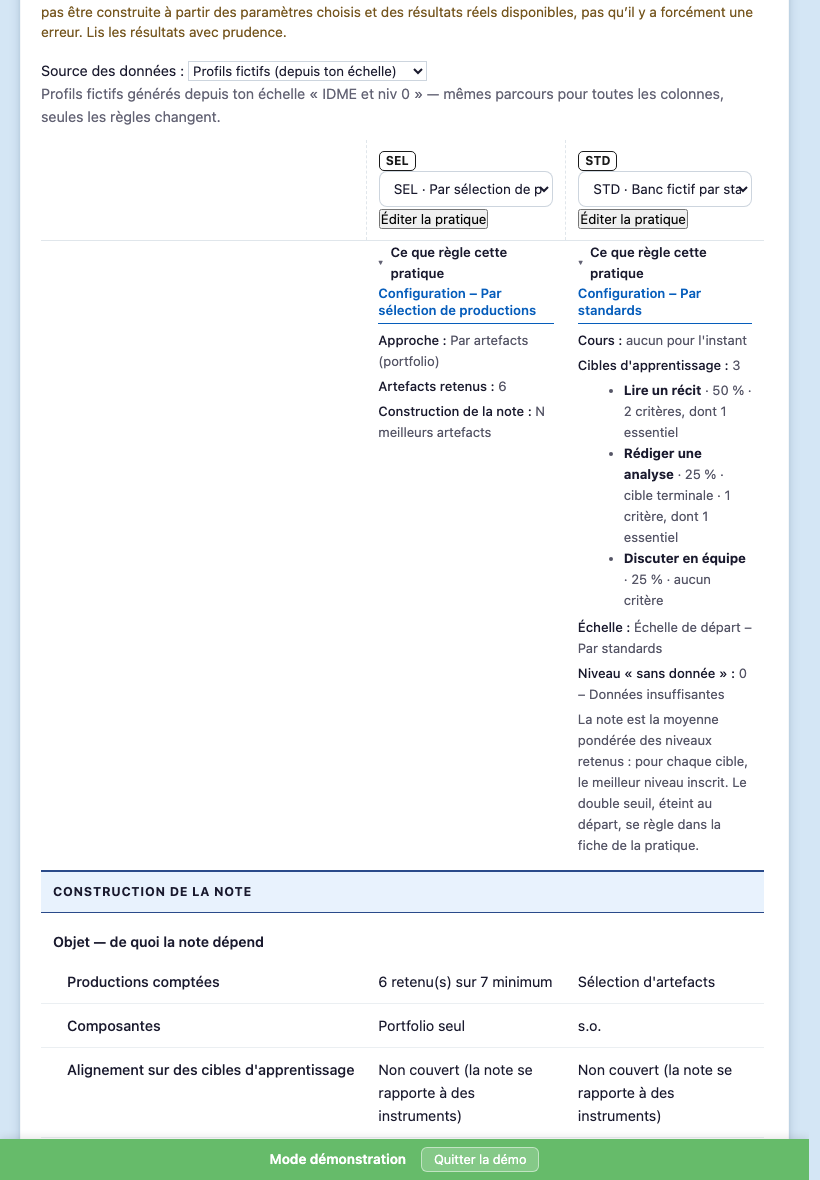 pas être construite à partir des paramètres choisis et des résultats réels disponibles, pas qu'il y a forcément une
erreur. Lis les résultats avec prudence.
Source des données : Profils fictifs (depuis ton échelle)
Profils fictifs générés depuis ton échelle « IDME et niv 0 » — mêmes parcours pour toutes les colonnes,
seules les règles changent.
SEL
SEL · Par sélection de p
Éditer la pratique
STD
STD · Banc fictif par sta
Éditer la pratique
Ce que règle cette
pratique
Configuration – Par
sélection de productions
Approche : Par artefacts
(portfolio)
Artefacts retenus : 6
Construction de la note : N
meilleurs artefacts
Ce que règle cette
pratique
Configuration – Par
standards
Cours : aucun pour l'instant
Cibles d'apprentissage : 3
• Lire un récit · 50 % ·
2 critères, dont 1
essentiel
• Rédiger une
analyse · 25 % ·
cible terminale · 1
critère, dont 1
essentiel
• Discuter en équipe
· 25 % · aucun
critère
Échelle : Échelle de départ –
Par standards
Niveau « sans donnée » : 0
– Données insuffisantes
La note est la moyenne
pondérée des niveaux
retenus : pour chaque cible,
le meilleur niveau inscrit. Le
double seuil, éteint au
départ, se règle dans la
fiche de la pratique.
CONSTRUCTION DE LA NOTE
Objet — de quoi la note dépend
Productions comptées
6 retenu(s) sur 7 minimum
Sélection d'artefacts
Composantes
Portfolio seul
s.o.
Alignement sur des cibles d'apprentissage
Non couvert (la note se
rapporte à des
instruments)
Non couvert (la note se
rapporte à des
instruments)
Mode démonstration
Quitter la démo